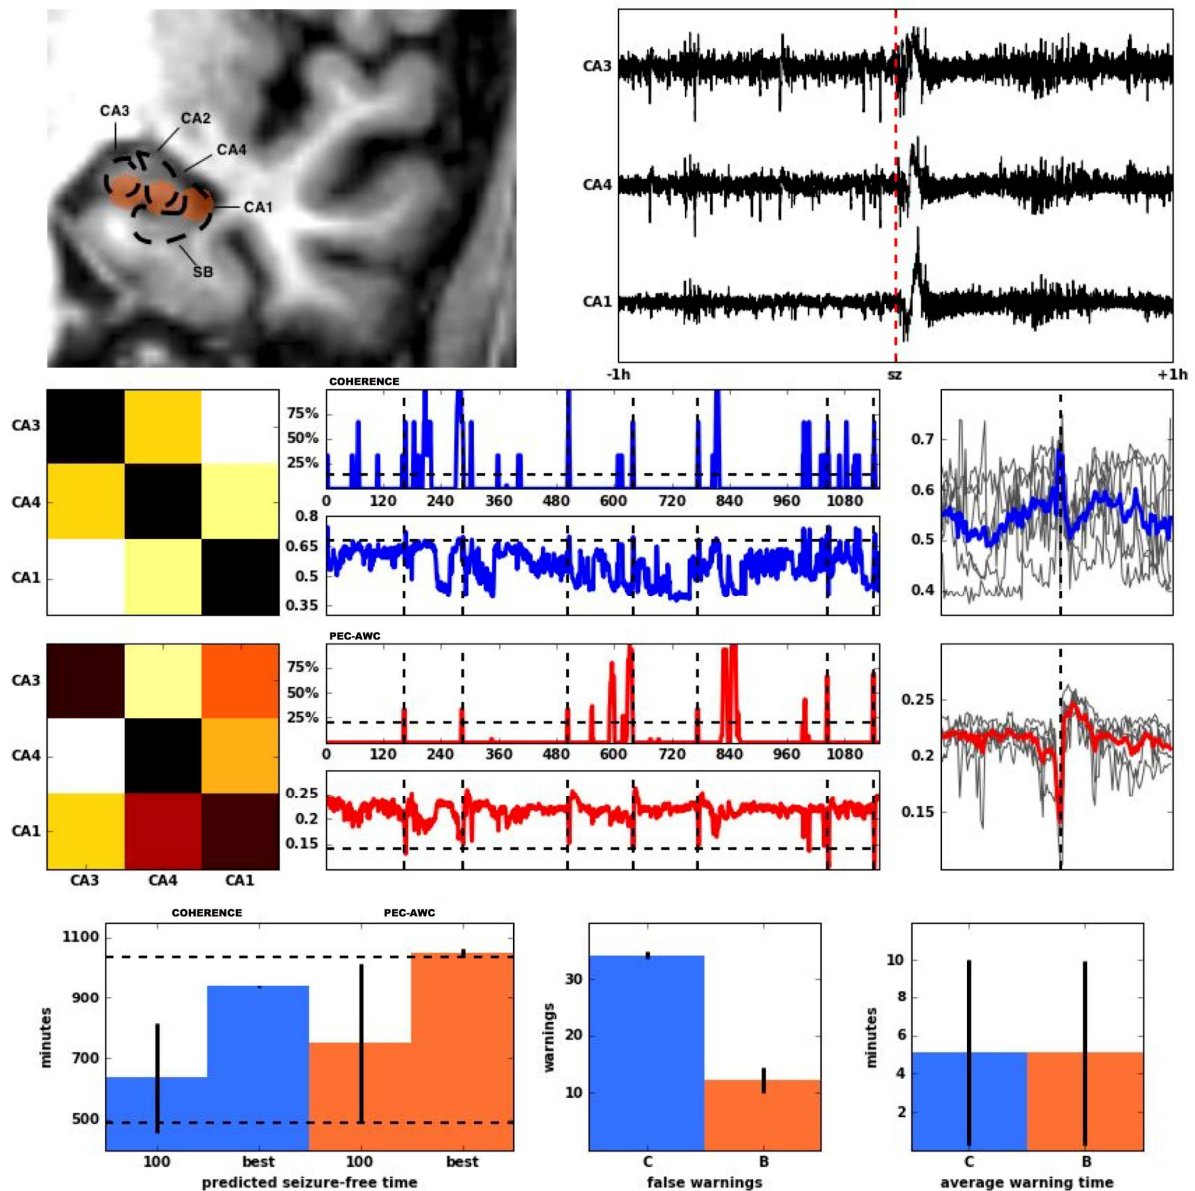 CA3
CA2
CA4
CA1
SB
CA3
CA4
CA1
-1h sz +1h
COHERENCE
CA3
CA4
CA1
75%
50%
25%
0 120 240 360 480 600 720 840 960 1080
0.8
0.65
0.5
0.35
0.7
0.6
0.5
0.4
PEC-AWC
CA3
CA4
CA1
CA3 CA4 CA1
75%
50%
25%
0 120 240 360 480 600 720 840 960 1080
0.25
0.2
0.15
0.25
0.2
0.15
COHERENCE PEC-AWC
1100
900
700
500
minutes
100 best 100 best
predicted seizure-free time
30
20
10
warnings
C B
false warnings
10
8
6
4
2
minutes
C B
average warning time